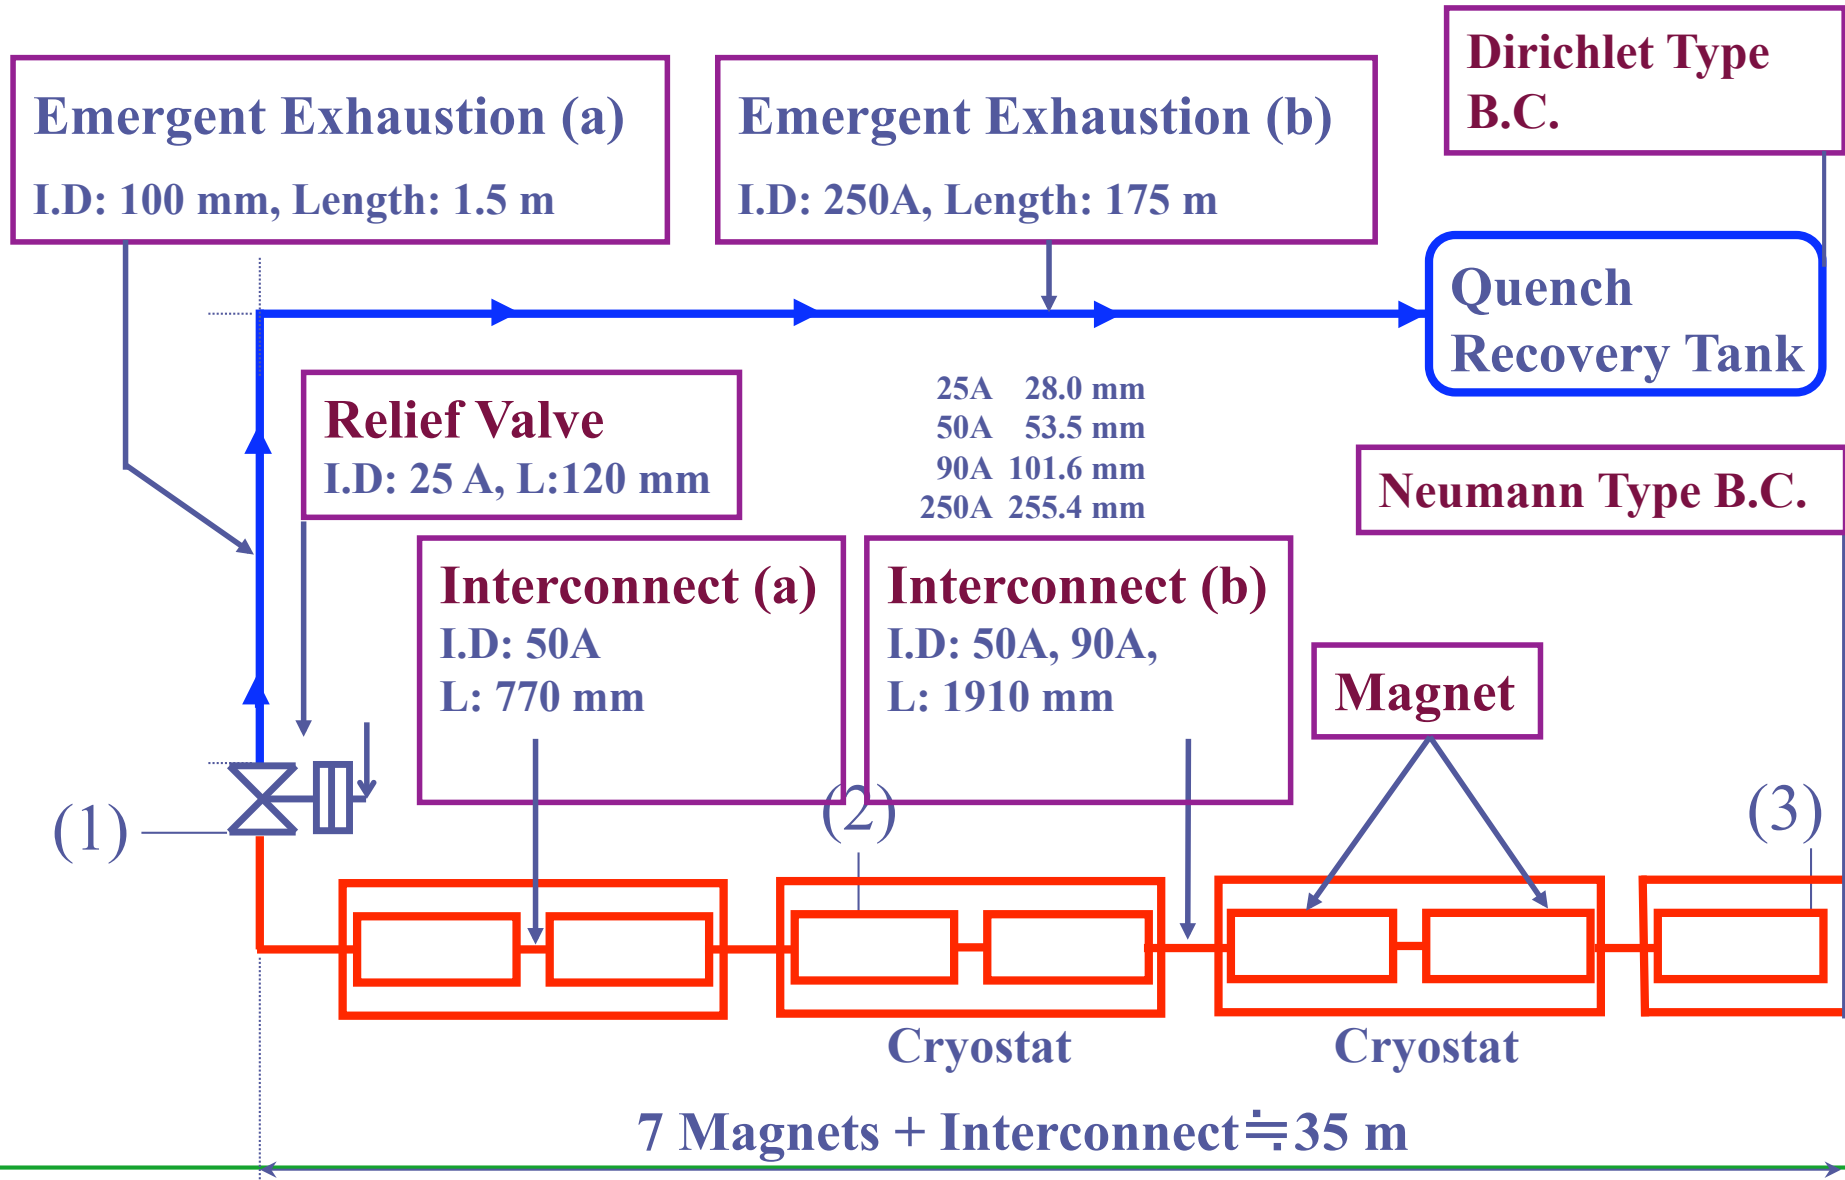 Dirichlet Type
B.C.
Emergent Exhaustion (a)
I.D: 100 mm, Length: 1.5 m
Emergent Exhaustion (b)
I.D: 250A, Length: 175 m
Quench
Recovery Tank
Relief Valve
I.D: 25 A, L:120 mm
25A 28.0 mm
50A 53.5 mm
90A 101.6 mm
250A 255.4 mm
Neumann Type B.C.
Interconnect (a)
I.D: 50A
L: 770 mm
Interconnect (b)
I.D: 50A, 90A,
L: 1910 mm
Magnet
(1)
(2)
(3)
Cryostat
Cryostat
7 Magnets + Interconnect≒35 m